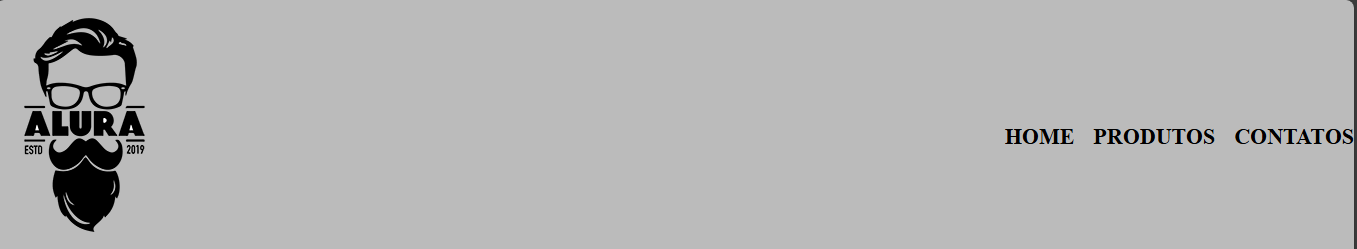 ALURA
ESTD 2019
HOME PRODUTOS CONTATOS